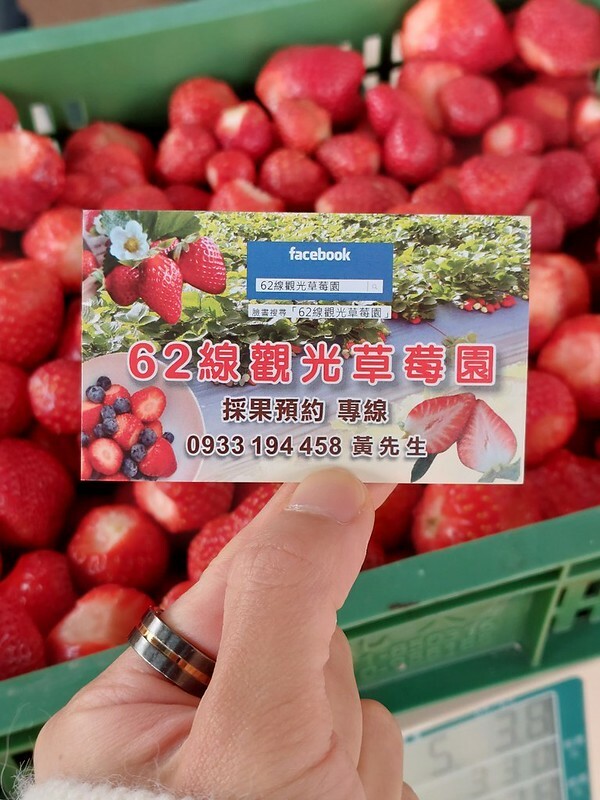 facebook
62線觀光草莓園
臉書搜尋「62線觀光草莓園」
62線觀光草莓園
採果預約 專線
0933 194 458 黃先生